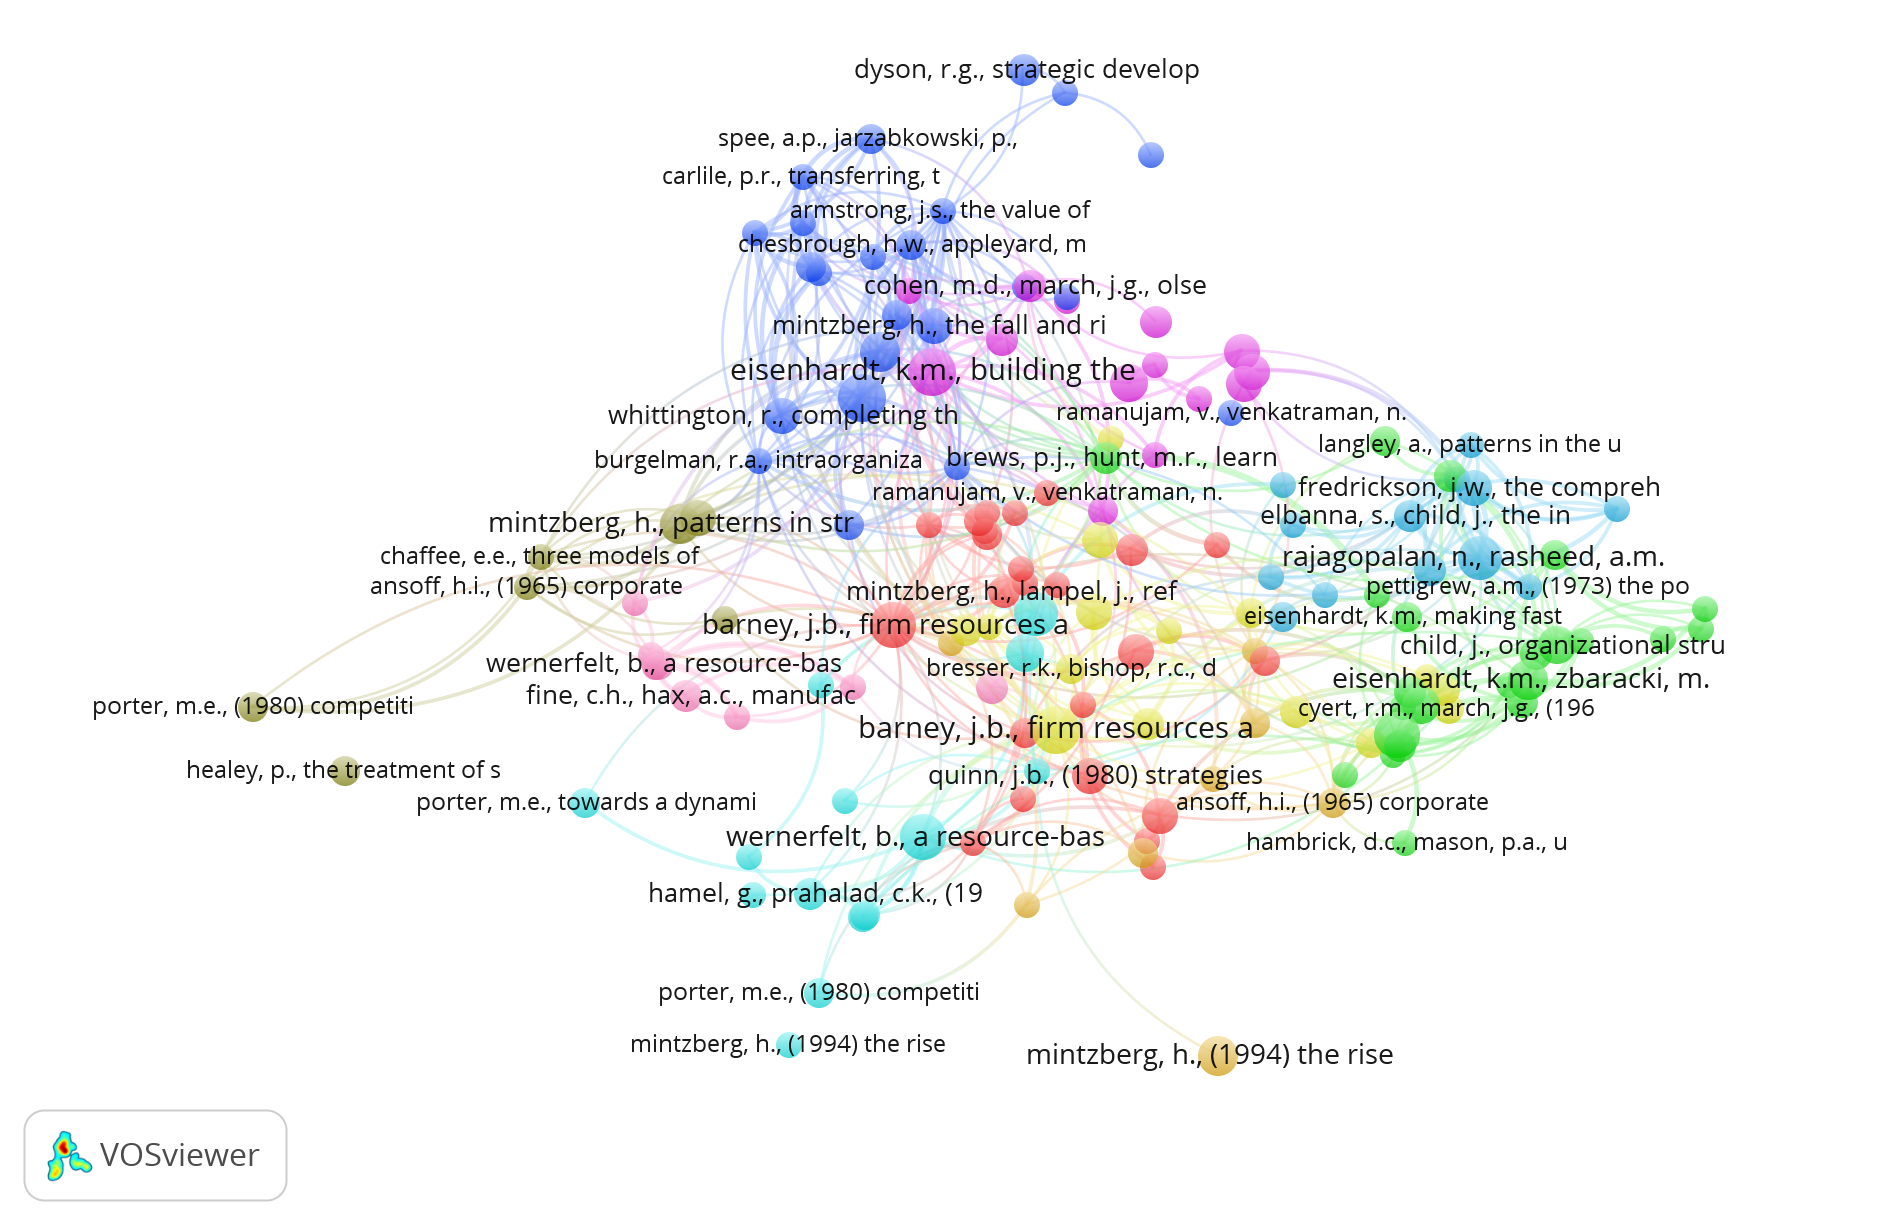 dyson, r.g., strategic develop
spee, a.p., jarzabkowski, p.,
carlile, p.r., transferring, t
armstrong, j.s., the value of
chesbrough, h.w., appleyard, m
cohen, m.d., march, j.g., olse
mintzberg, h., the fall and ri
eisenhardt, k.m., building the
whittington, r., completing th
ramanujam, v., venkatraman, n.
langley, a., patterns in the u
burgelman, r.a., intraorganiza
brews, p.j., hunt, m.r., learn
ramanujam, v., venkatraman, n.
fredrickson, j.w., the compreh
elbanna, s., child, j., the in
mintzberg, h., patterns in str
chaffee, e.e., three models of
rajagopalan, n., rasheed, a.m.
ansoff, h.i., (1965) corporate
mintzberg, h., lampel, j., ref
pettigrew, a.m., (1973) the po
barney, j.b., firm resources a
eisenhardt, k.m., making fast
child, j., organizational stru
wernerfelt, b., a resource-bas
bresser, r.k., bishop, r.c., d
eisenhardt, k.m., zbaracki, m.
fine, c.h., hax, a.c., manufac
porter, m.e., (1980) competiti
cyert, r.m., march, j.g., (196
barney, j.b., firm resources a
healey, p., the treatment of s
quinn, j.b., (1980) strategies
porter, m.e., towards a dynami
ansoff, h.i., (1965) corporate
wernerfelt, b., a resource-bas
hambrick, d.c., mason, p.a., u
hamel, g., prahalad, c.k., (19
porter, m.e., (1980) competiti
mintzberg, h., (1994) the rise
mintzberg, h., (1994) the rise
VOSviewer